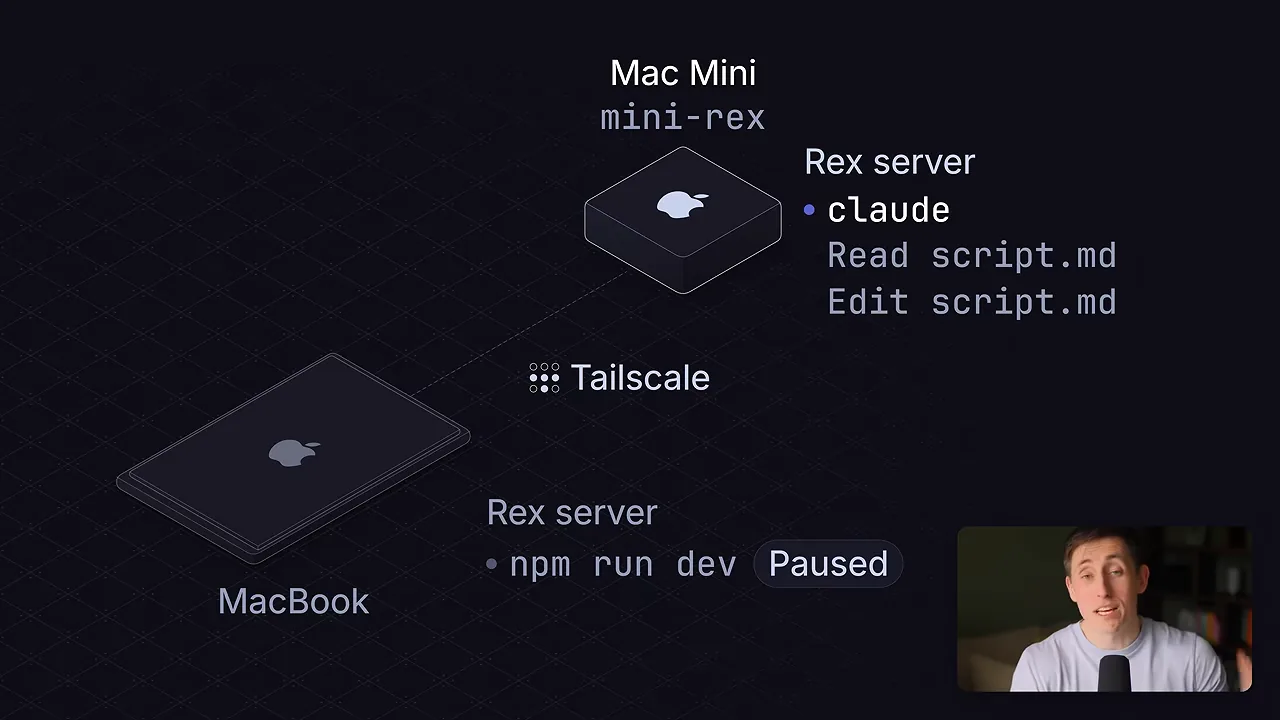 Mac Mini
mini-rex
Rex server
• claude
Read script.md
Edit script.md
Tailscale
Rex server
• npm run dev Paused
MacBook